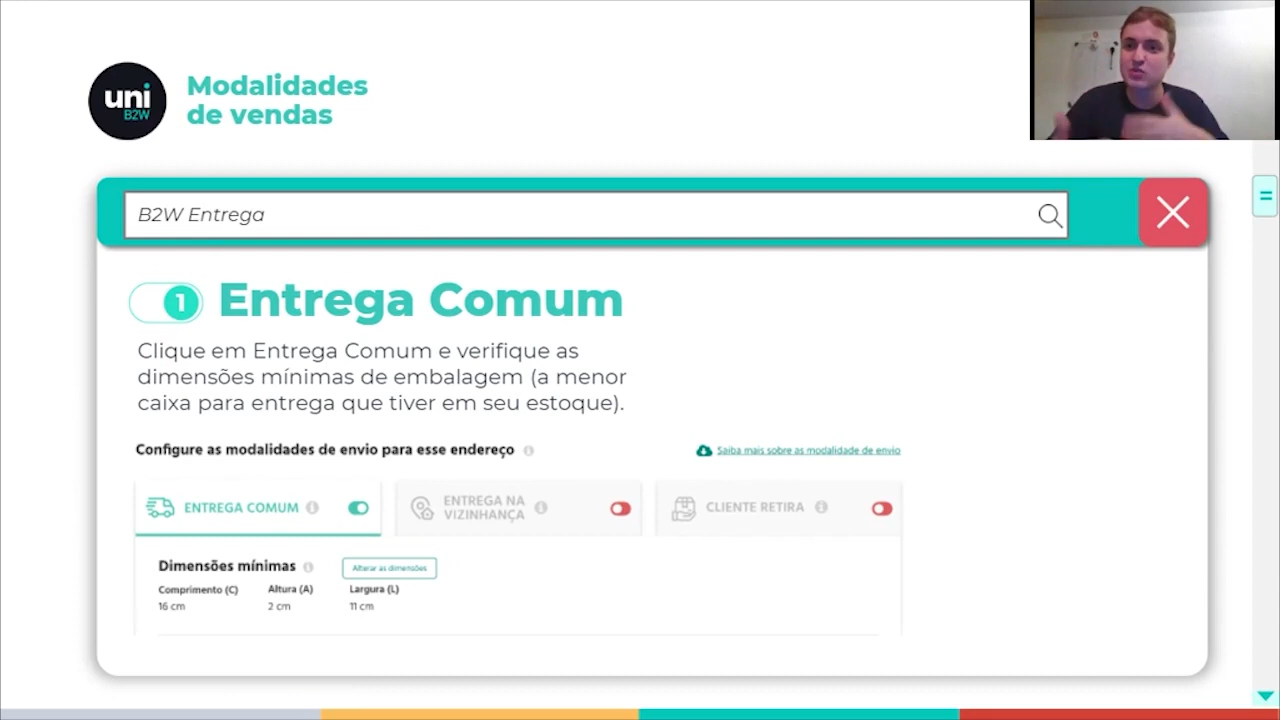 uni
B2W
Modalidades
de vendas
B2W Entrega
1 Entrega Comum
Clique em Entrega Comum e verifique as
dimensões mínimas de embalagem (a menor
caixa para entrega que tiver em seu estoque).
Configure as modalidades de envio para esse endereço
Saiba mais sobre as modalidade de envio
ENTREGA COMUM
ENTREGA NA
VIZINHANÇA
CLIENTE RETIRA
Dimensões mínimas
Alterar as dimensões
Comprimento (C) Altura (A) Largura (L)
16 cm 2 cm 11 cm